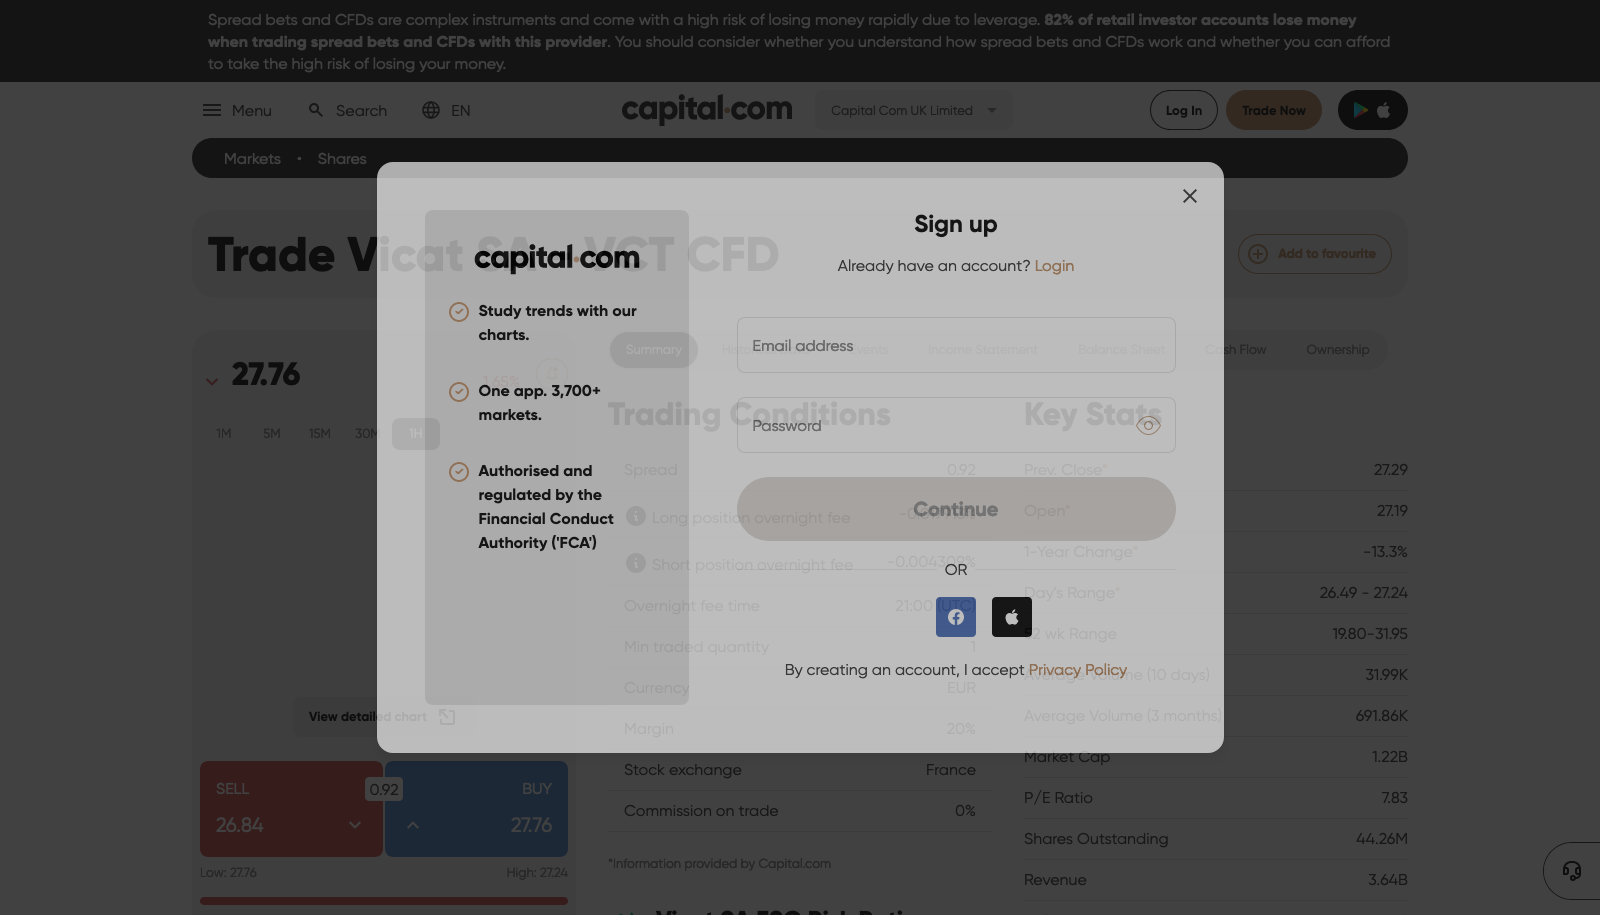 Spread bets and CFDs are complex instruments and come with a high risk of losing money rapidly due to leverage. 82% of retail investor accounts lose money
when trading spread bets and CFDs with this provider. You should consider whether you understand how spread bets and CFDs work and whether you can afford
to take the high risk of losing your money.
Menu Search EN capital.com Capital Com UK Limited Log In Trade Now
Markets • Shares
Trade Vicat SA - VCT CFD
Add to favourite
Sign up
Already have an account? Login
capital.com
Study trends with our
charts.
One app. 3,700+
markets.
Authorised and
regulated by the
Financial Conduct
Authority ('FCA')
Email address
Password
Continue
OR
By creating an account, I accept Privacy Policy
27.76
1M 5M 15M 30M 1H
View detailed chart
SELL 0.92 BUY
26.84 27.76
Low: 27.76 High: 27.24
Summary Events Income Statement Balance Sheet Cash Flow Ownership
Trading Conditions
Spread 0.92
Long position overnight fee
Short position overnight fee
Overnight fee time 21:00 (UTC)
Min traded quantity 1
Currency EUR
Margin 20%
Stock exchange France
Commission on trade 0%
*Information provided by Capital.com
Key Stats
Prev. Close* 27.29
Open* 27.19
1-Year Change* -13.3%
Day's Range* 26.49 - 27.24
52 wk Range 19.80-31.95
Average Volume (10 days) 31.99K
Average Volume (3 months) 691.86K
Market Cap 1.22B
P/E Ratio 7.83
Shares Outstanding 44.26M
Revenue 3.64B